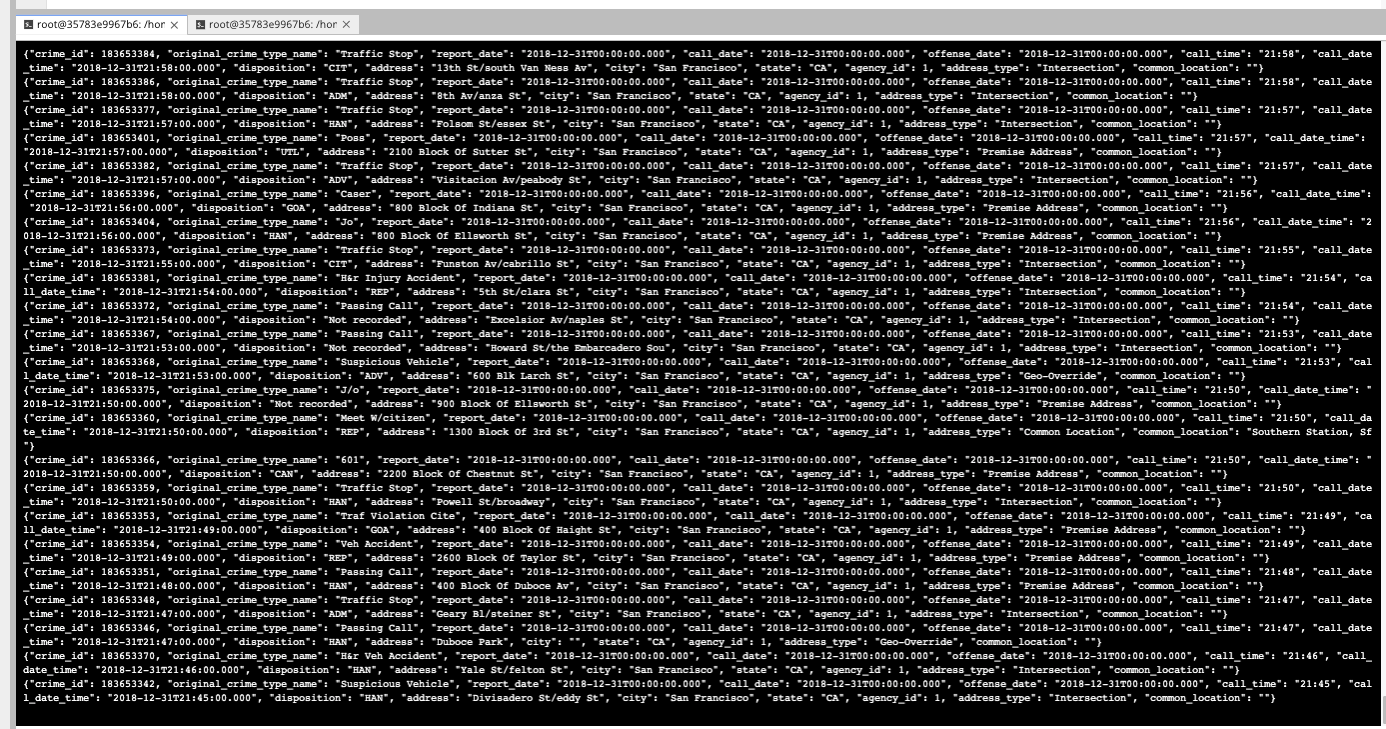 root@35783e9967b6: /hor
root@35783e9967b6: /hor
{"crime_id": 183653384, "original_crime_type_name": "Traffic Stop", "report_date": "2018-12-31T00:00:00.000", "call_date": "2018-12-31T00:00:00.000", "offense_date": "2018-12-31T00:00:00.000", "call_time": "21:58", "call_date
_time": "2018-12-31T21:58:00.000", "disposition": "CIT", "address": "13th St/south Van Ness Av", "city": "San Francisco", "state": "CA", "agency_id": 1, "address_type": "Intersection", "common_location": ""}
{"crime_id": 183653386, "original_crime_type_name": "Traffic Stop", "report_date": "2018-12-31T00:00:00.000", "call_date": "2018-12-31T00:00:00.000", "offense_date": "2018-12-31T00:00:00.000", "call_time": "21:58", "call_date
_time": "2018-12-31T21:58:00.000", "disposition": "ADM", "address": "8th Av/anza St", "city": "San Francisco", "state": "CA", "agency_id": 1, "address_type": "Intersection", "common_location": ""}
{"crime_id": 183653377, "original_crime_type_name": "Traffic Stop", "report_date": "2018-12-31T00:00:00.000", "call_date": "2018-12-31T00:00:00.000", "offense_date": "2018-12-31T00:00:00.000", "call_time": "21:57", "call_date
_time": "2018-12-31T21:57:00.000", "disposition": "HAN", "address": "Folsom St/essex St", "city": "San Francisco", "state": "CA", "agency_id": 1, "address_type": "Intersection", "common_location": ""}
{"crime_id": 183653401, "original_crime_type_name": "Poss", "report_date": "2018-12-31T00:00:00.000", "call_date": "2018-12-31T00:00:00.000", "offense_date": "2018-12-31T00:00:00.000", "call_time": "21:57", "call_date_time":
"2018-12-31T21:57:00.000", "disposition": "UTL", "address": "2100 Block Of Sutter St", "city": "San Francisco", "state": "CA", "agency_id": 1, "address_type": "Premise Address", "common_location": ""}
{"crime_id": 183653382, "original_crime_type_name": "Traffic Stop", "report_date": "2018-12-31T00:00:00.000", "call_date": "2018-12-31T00:00:00.000", "offense_date": "2018-12-31T00:00:00.000", "call_time": "21:57", "call_date
_time": "2018-12-31T21:57:00.000", "disposition": "ADV", "address": "Visitacion Av/peabody St", "city": "San Francisco", "state": "CA", "agency_id": 1, "address_type": "Intersection", "common_location": ""}
{"crime_id": 183653396, "original_crime_type_name": "Caser", "report_date": "2018-12-31T00:00:00.000", "call_date": "2018-12-31T00:00:00.000", "offense_date": "2018-12-31T00:00:00.000", "call_time": "21:56", "call_date_time":
"2018-12-31T21:56:00.000", "disposition": "GOA", "address": "800 Block Of Indiana St", "city": "San Francisco", "state": "CA", "agency_id": 1, "address_type": "Premise Address", "common_location": ""}
{"crime_id": 183653404, "original_crime_type_name": "Jo", "report_date": "2018-12-31T00:00:00.000", "call_date": "2018-12-31T00:00:00.000", "offense_date": "2018-12-31T00:00:00.000", "call_time": "21:56", "call_date_time": "2
018-12-31T21:56:00.000", "disposition": "HAN", "address": "800 Block Of Ellsworth St", "city": "San Francisco", "state": "CA", "agency_id": 1, "address_type": "Premise Address", "common_location": ""}
{"crime_id": 183653373, "original_crime_type_name": "Traffic Stop", "report_date": "2018-12-31T00:00:00.000", "call_date": "2018-12-31T00:00:00.000", "offense_date": "2018-12-31T00:00:00.000", "call_time": "21:55", "call_date
_time": "2018-12-31T21:55:00.000", "disposition": "CIT", "address": "Funston Av/cabrillo St", "city": "San Francisco", "state": "CA", "agency_id": 1, "address_type": "Intersection", "common_location": ""}
{"crime_id": 183653381, "original_crime_type_name": "H&r Injury Accident", "report_date": "2018-12-31T00:00:00.000", "call_date": "2018-12-31T00:00:00.000", "offense_date": "2018-12-31T00:00:00.000", "call_time": "21:54", "ca
ll_date_time": "2018-12-31T21:54:00.000", "disposition": "REP", "address": "5th St/clara St", "city": "San Francisco", "state": "CA", "agency_id": 1, "address_type": "Intersection", "common_location": ""}
{"crime_id": 183653372, "original_crime_type_name": "Passing Call", "report_date": "2018-12-31T00:00:00.000", "call_date": "2018-12-31T00:00:00.000", "offense_date": "2018-12-31T00:00:00.000", "call_time": "21:54", "call_date
_time": "2018-12-31T21:54:00.000", "disposition": "Not recorded", "address": "Excelsior Av/naples St", "city": "San Francisco", "state": "CA", "agency_id": 1, "address_type": "Intersection", "common_location": ""}
{"crime_id": 183653367, "original_crime_type_name": "Passing Call", "report_date": "2018-12-31T00:00:00.000", "call_date": "2018-12-31T00:00:00.000", "offense_date": "2018-12-31T00:00:00.000", "call_time": "21:53", "call_date
_time": "2018-12-31T21:53:00.000", "disposition": "Not recorded", "address": "Howard St/the Embarcadero Sou", "city": "San Francisco", "state": "CA", "agency_id": 1, "address_type": "Intersection", "common_location": ""}
{"crime_id": 183653368, "original_crime_type_name": "Suspicious Vehicle", "report_date": "2018-12-31T00:00:00.000", "call_date": "2018-12-31T00:00:00.000", "offense_date": "2018-12-31T00:00:00.000", "call_time": "21:53", "cal
l_date_time": "2018-12-31T21:53:00.000", "disposition": "ADV", "address": "600 Blk Larch St", "city": "San Francisco", "state": "CA", "agency_id": 1, "address_type": "Geo-Override", "common_location": ""}
{"crime_id": 183653375, "original_crime_type_name": "J/o", "report_date": "2018-12-31T00:00:00.000", "call_date": "2018-12-31T00:00:00.000", "offense_date": "2018-12-31T00:00:00.000", "call_time": "21:50", "call_date_time": "
2018-12-31T21:50:00.000", "disposition": "Not recorded", "address": "900 Block Of Ellsworth St", "city": "San Francisco", "state": "CA", "agency_id": 1, "address_type": "Premise Address", "common_location": ""}
{"crime_id": 183653360, "original_crime_type_name": "Meet W/citizen", "report_date": "2018-12-31T00:00:00.000", "call_date": "2018-12-31T00:00:00.000", "offense_date": "2018-12-31T00:00:00.000", "call_time": "21:50", "call_da
te_time": "2018-12-31T21:50:00.000", "disposition": "REP", "address": "1300 Block Of 3rd St", "city": "San Francisco", "state": "CA", "agency_id": 1, "address_type": "Common Location", "common_location": "Southern Station, Sf
"}
{"crime_id": 183653366, "original_crime_type_name": "601", "report_date": "2018-12-31T00:00:00.000", "call_date": "2018-12-31T00:00:00.000", "offense_date": "2018-12-31T00:00:00.000", "call_time": "21:50", "call_date_time": "
2018-12-31T21:50:00.000", "disposition": "CAN", "address": "2200 Block Of Chestnut St", "city": "San Francisco", "state": "CA", "agency_id": 1, "address_type": "Premise Address", "common_location": ""}
{"crime_id": 183653359, "original_crime_type_name": "Traffic Stop", "report_date": "2018-12-31T00:00:00.000", "call_date": "2018-12-31T00:00:00.000", "offense_date": "2018-12-31T00:00:00.000", "call_time": "21:50", "call_date
_time": "2018-12-31T21:50:00.000", "disposition": "HAN", "address": "Powell St/broadway", "city": "San Francisco", "state": "CA", "agency_id": 1, "address_type": "Intersection", "common_location": ""}
{"crime_id": 183653353, "original_crime_type_name": "Traf Violation Cite", "report_date": "2018-12-31T00:00:00.000", "call_date": "2018-12-31T00:00:00.000", "offense_date": "2018-12-31T00:00:00.000", "call_time": "21:49", "ca
ll_date_time": "2018-12-31T21:49:00.000", "disposition": "GOA", "address": "400 Block Of Haight St", "city": "San Francisco", "state": "CA", "agency_id": 1, "address_type": "Premise Address", "common_location": ""}
{"crime_id": 183653354, "original_crime_type_name": "Veh Accident", "report_date": "2018-12-31T00:00:00.000", "call_date": "2018-12-31T00:00:00.000", "offense_date": "2018-12-31T00:00:00.000", "call_time": "21:49", "call_date
_time": "2018-12-31T21:49:00.000", "disposition": "REP", "address": "2600 Block Of Taylor St", "city": "San Francisco", "state": "CA", "agency_id": 1, "address_type": "Premise Address", "common_location": ""}
{"crime_id": 183653351, "original_crime_type_name": "Passing Call", "report_date": "2018-12-31T00:00:00.000", "call_date": "2018-12-31T00:00:00.000", "offense_date": "2018-12-31T00:00:00.000", "call_time": "21:48", "call_date
_time": "2018-12-31T21:48:00.000", "disposition": "HAN", "address": "400 Block Of Duboce Av", "city": "San Francisco", "state": "CA", "agency_id": 1, "address_type": "Premise Address", "common_location": ""}
{"crime_id": 183653348, "original_crime_type_name": "Traffic Stop", "report_date": "2018-12-31T00:00:00.000", "call_date": "2018-12-31T00:00:00.000", "offense_date": "2018-12-31T00:00:00.000", "call_time": "21:47", "call_date
_time": "2018-12-31T21:47:00.000", "disposition": "ADM", "address": "Geary Bl/steiner St", "city": "San Francisco", "state": "CA", "agency_id": 1, "address_type": "Intersection", "common_location": ""}
{"crime_id": 183653346, "original_crime_type_name": "Passing Call", "report_date": "2018-12-31T00:00:00.000", "call_date": "2018-12-31T00:00:00.000", "offense_date": "2018-12-31T00:00:00.000", "call_time": "21:47", "call_date
_time": "2018-12-31T21:47:00.000", "disposition": "HAN", "address": "Duboce Park", "city": "", "state": "CA", "agency_id": 1, "address_type": "Geo-Override", "common_location": ""}
{"crime_id": 183653370, "original_crime_type_name": "H&r Veh Accident", "report_date": "2018-12-31T00:00:00.000", "call_date": "2018-12-31T00:00:00.000", "offense_date": "2018-12-31T00:00:00.000", "call_time": "21:46", "call_
date_time": "2018-12-31T21:46:00.000", "disposition": "HAN", "address": "Yale St/felton St", "city": "San Francisco", "state": "CA", "agency_id": 1, "address_type": "Intersection", "common_location": ""}
{"crime_id": 183653342, "original_crime_type_name": "Suspicious Vehicle", "report_date": "2018-12-31T00:00:00.000", "call_date": "2018-12-31T00:00:00.000", "offense_date": "2018-12-31T00:00:00.000", "call_time": "21:45", "cal
l_date_time": "2018-12-31T21:45:00.000", "disposition": "HAN", "address": "Divisadero St/eddy St", "city": "San Francisco", "state": "CA", "agency_id": 1, "address_type": "Intersection", "common_location": ""}